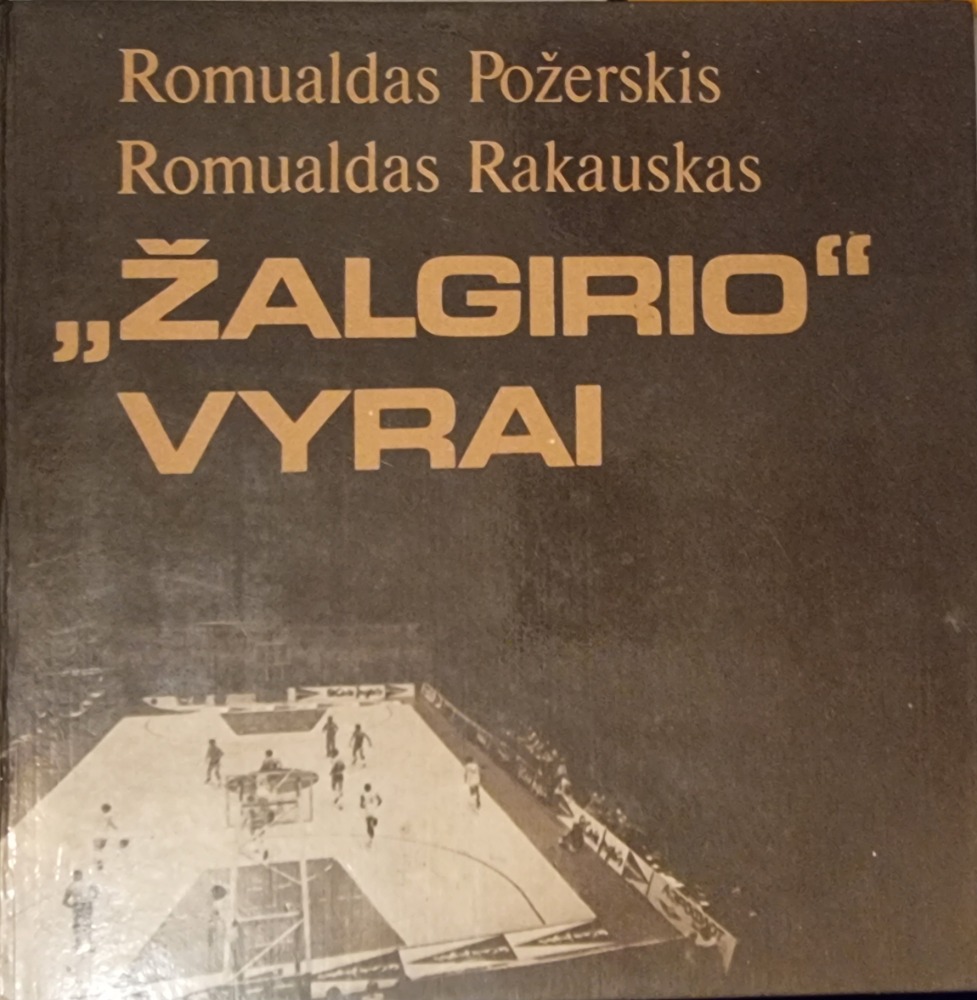 Romualdas Požerskis
Romualdas Rakauskas
„ŽALGIRIO“
VYRAI